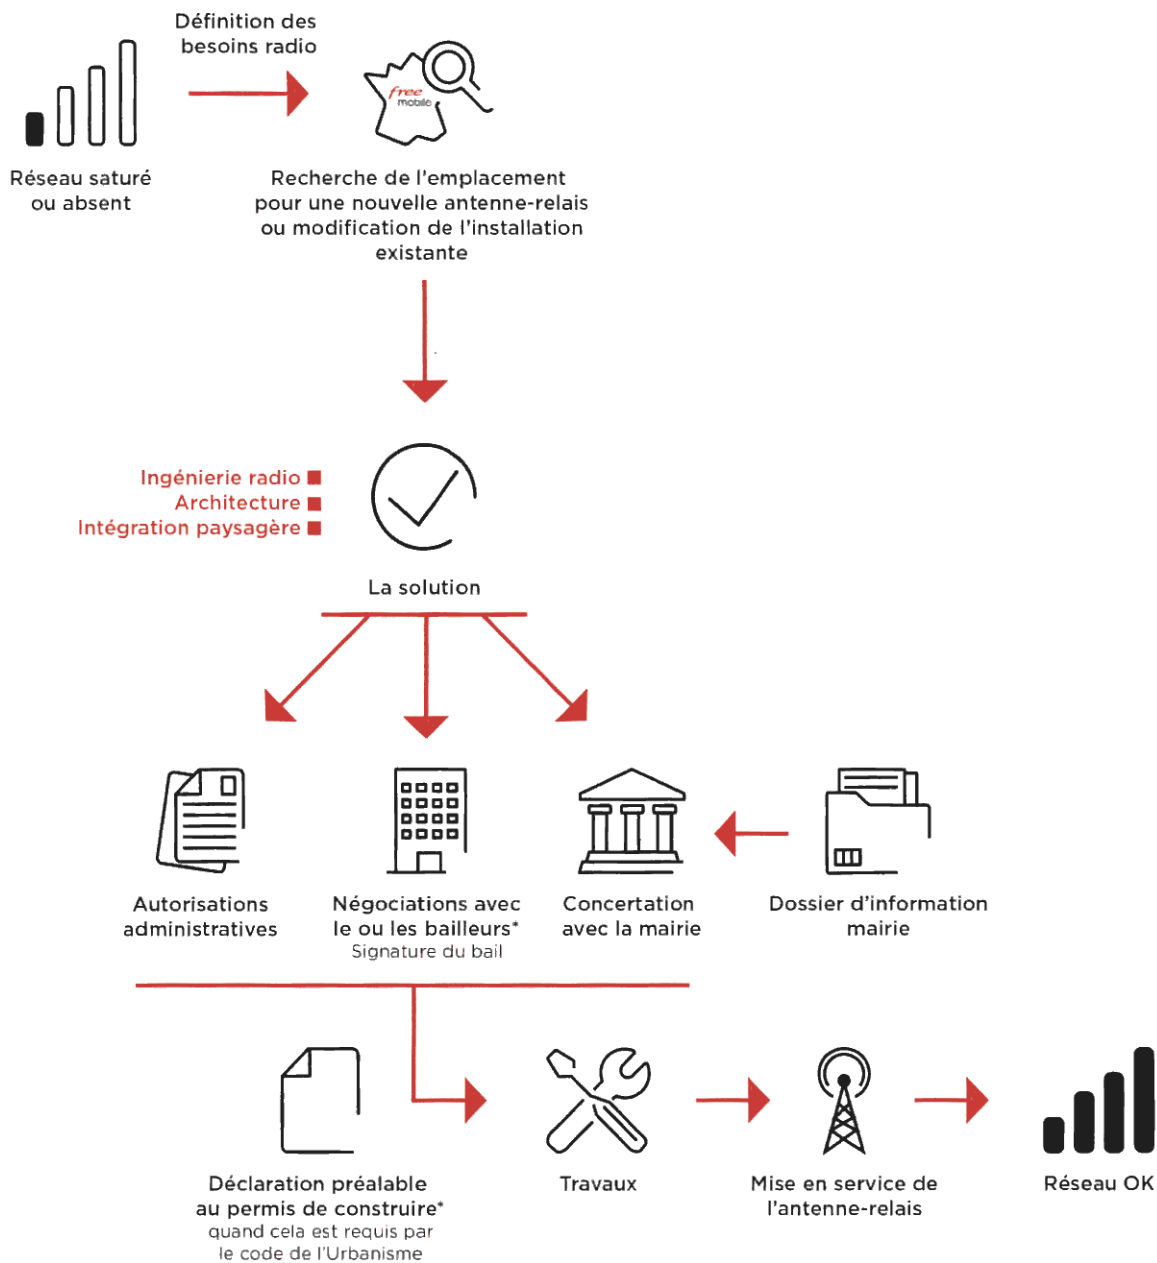 Définition des
besoins radio
free
mobile
Réseau saturé
ou absent
Recherche de l'emplacement
pour une nouvelle antenne-relais
ou modification de l'installation
existante
Ingénierie radio
Architecture
Intégration paysagère
La solution
Autorisations
administratives
Négociations avec
le ou les bailleurs*
Signature du bail
Concertation
avec la mairie
Dossier d'information
mairie
Déclaration préalable
au permis de construire*
quand cela est requis par
le code de l'Urbanisme
Travaux
Mise en service de
l'antenne-relais
Réseau OK